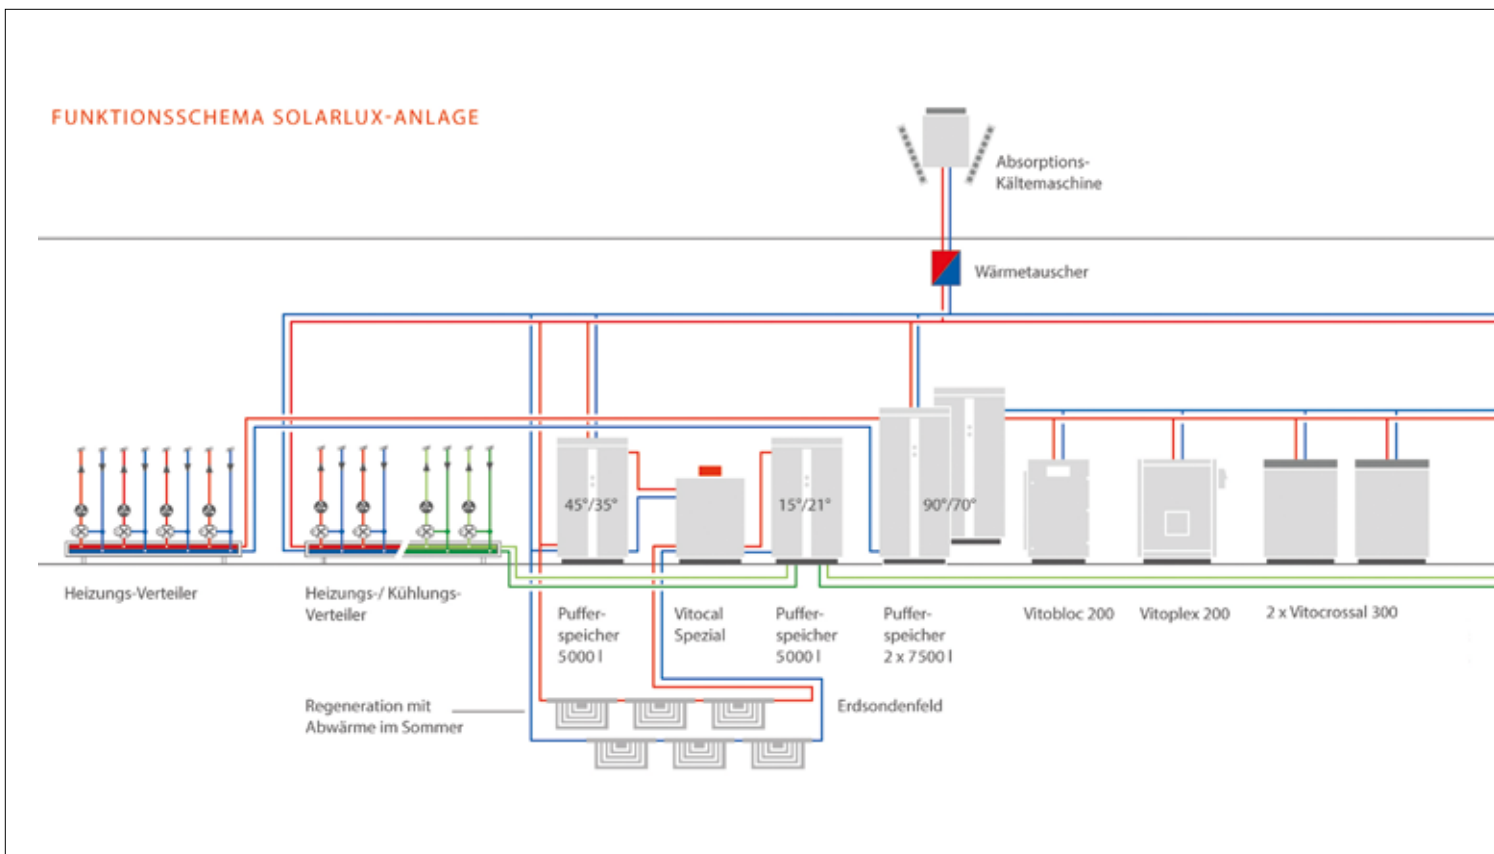 FUNKTIONSSCHEMA SOLARLUX-ANLAGE
Absorptions-
Kältemaschine
Wärmetauscher
45°/35°
15°/21°
90°/70°
Heizungs-Verteiler
Heizungs-/ Kühlungs-
Verteiler
Puffer-
speicher
5000 l
Vitocal
Spezial
Puffer-
speicher
5000 l
Puffer-
speicher
2 x 7500 l
Vitobloc 200
Vitoplex 200
2 x Vitocrossal 300
Regeneration mit
Abwärme im Sommer
Erdsondenfeld